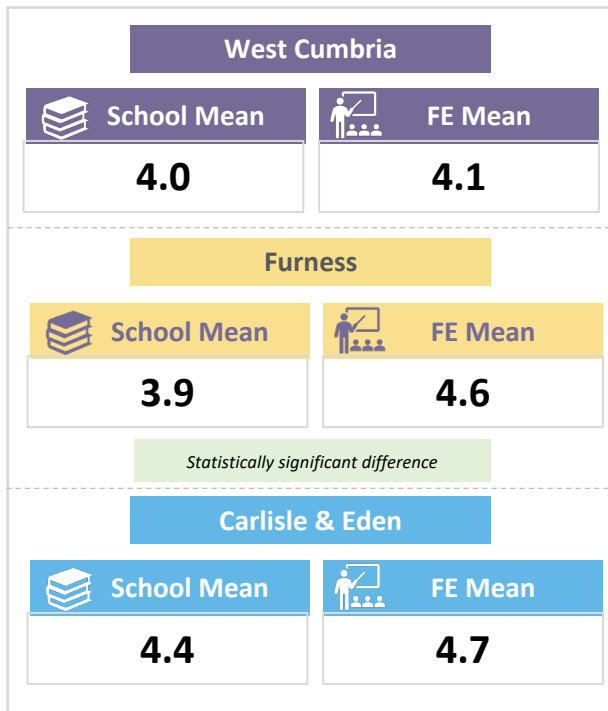 West Cumbria
School Mean
FE Mean
4.0
4.1
Furness
School Mean
FE Mean
3.9
4.6
Statistically significant difference
Carlisle & Eden
School Mean
FE Mean
4.4
4.7